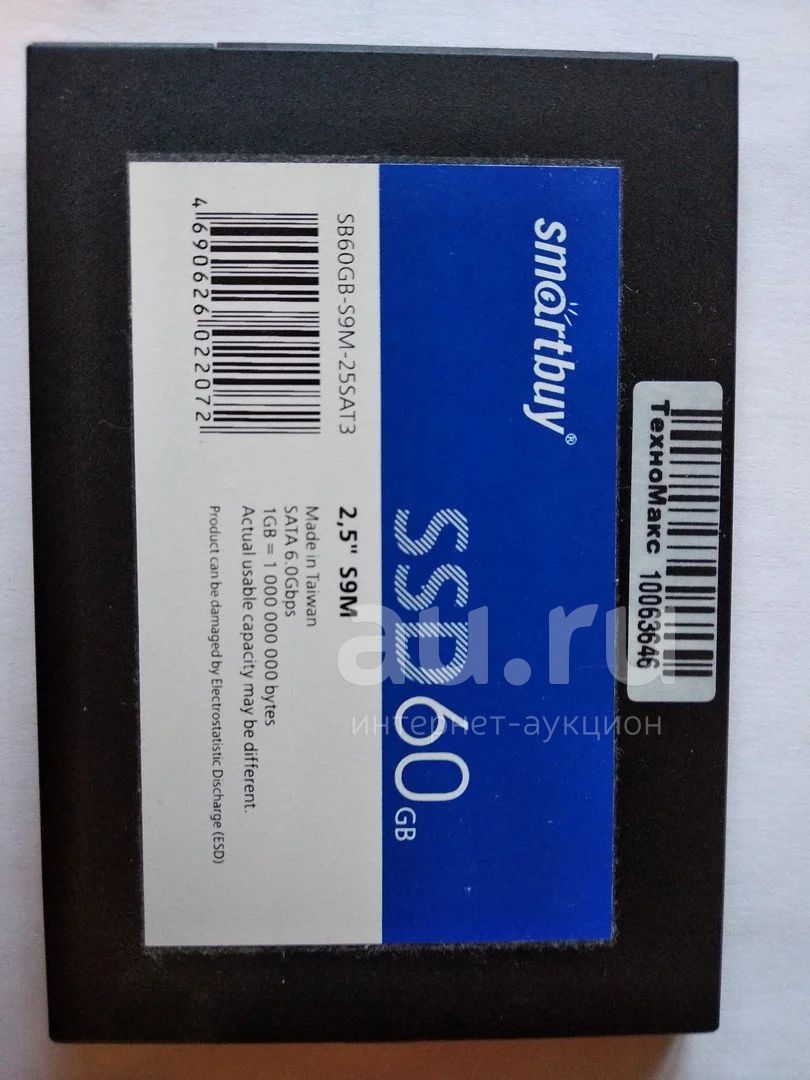 smartbuy®
SSD 60 GB
SB60GB-S9M-25SAT3
4 690626 022072
2,5" S9M
Made in Taiwan
SATA 6.0Gbps
1GB = 1 000 000 000 bytes
Actual usable capacity may be different.
Product can be damaged by Electrostatistic Discharge (ESD)
ТехноМакс 10063646
au.ru
интернет-аукцион